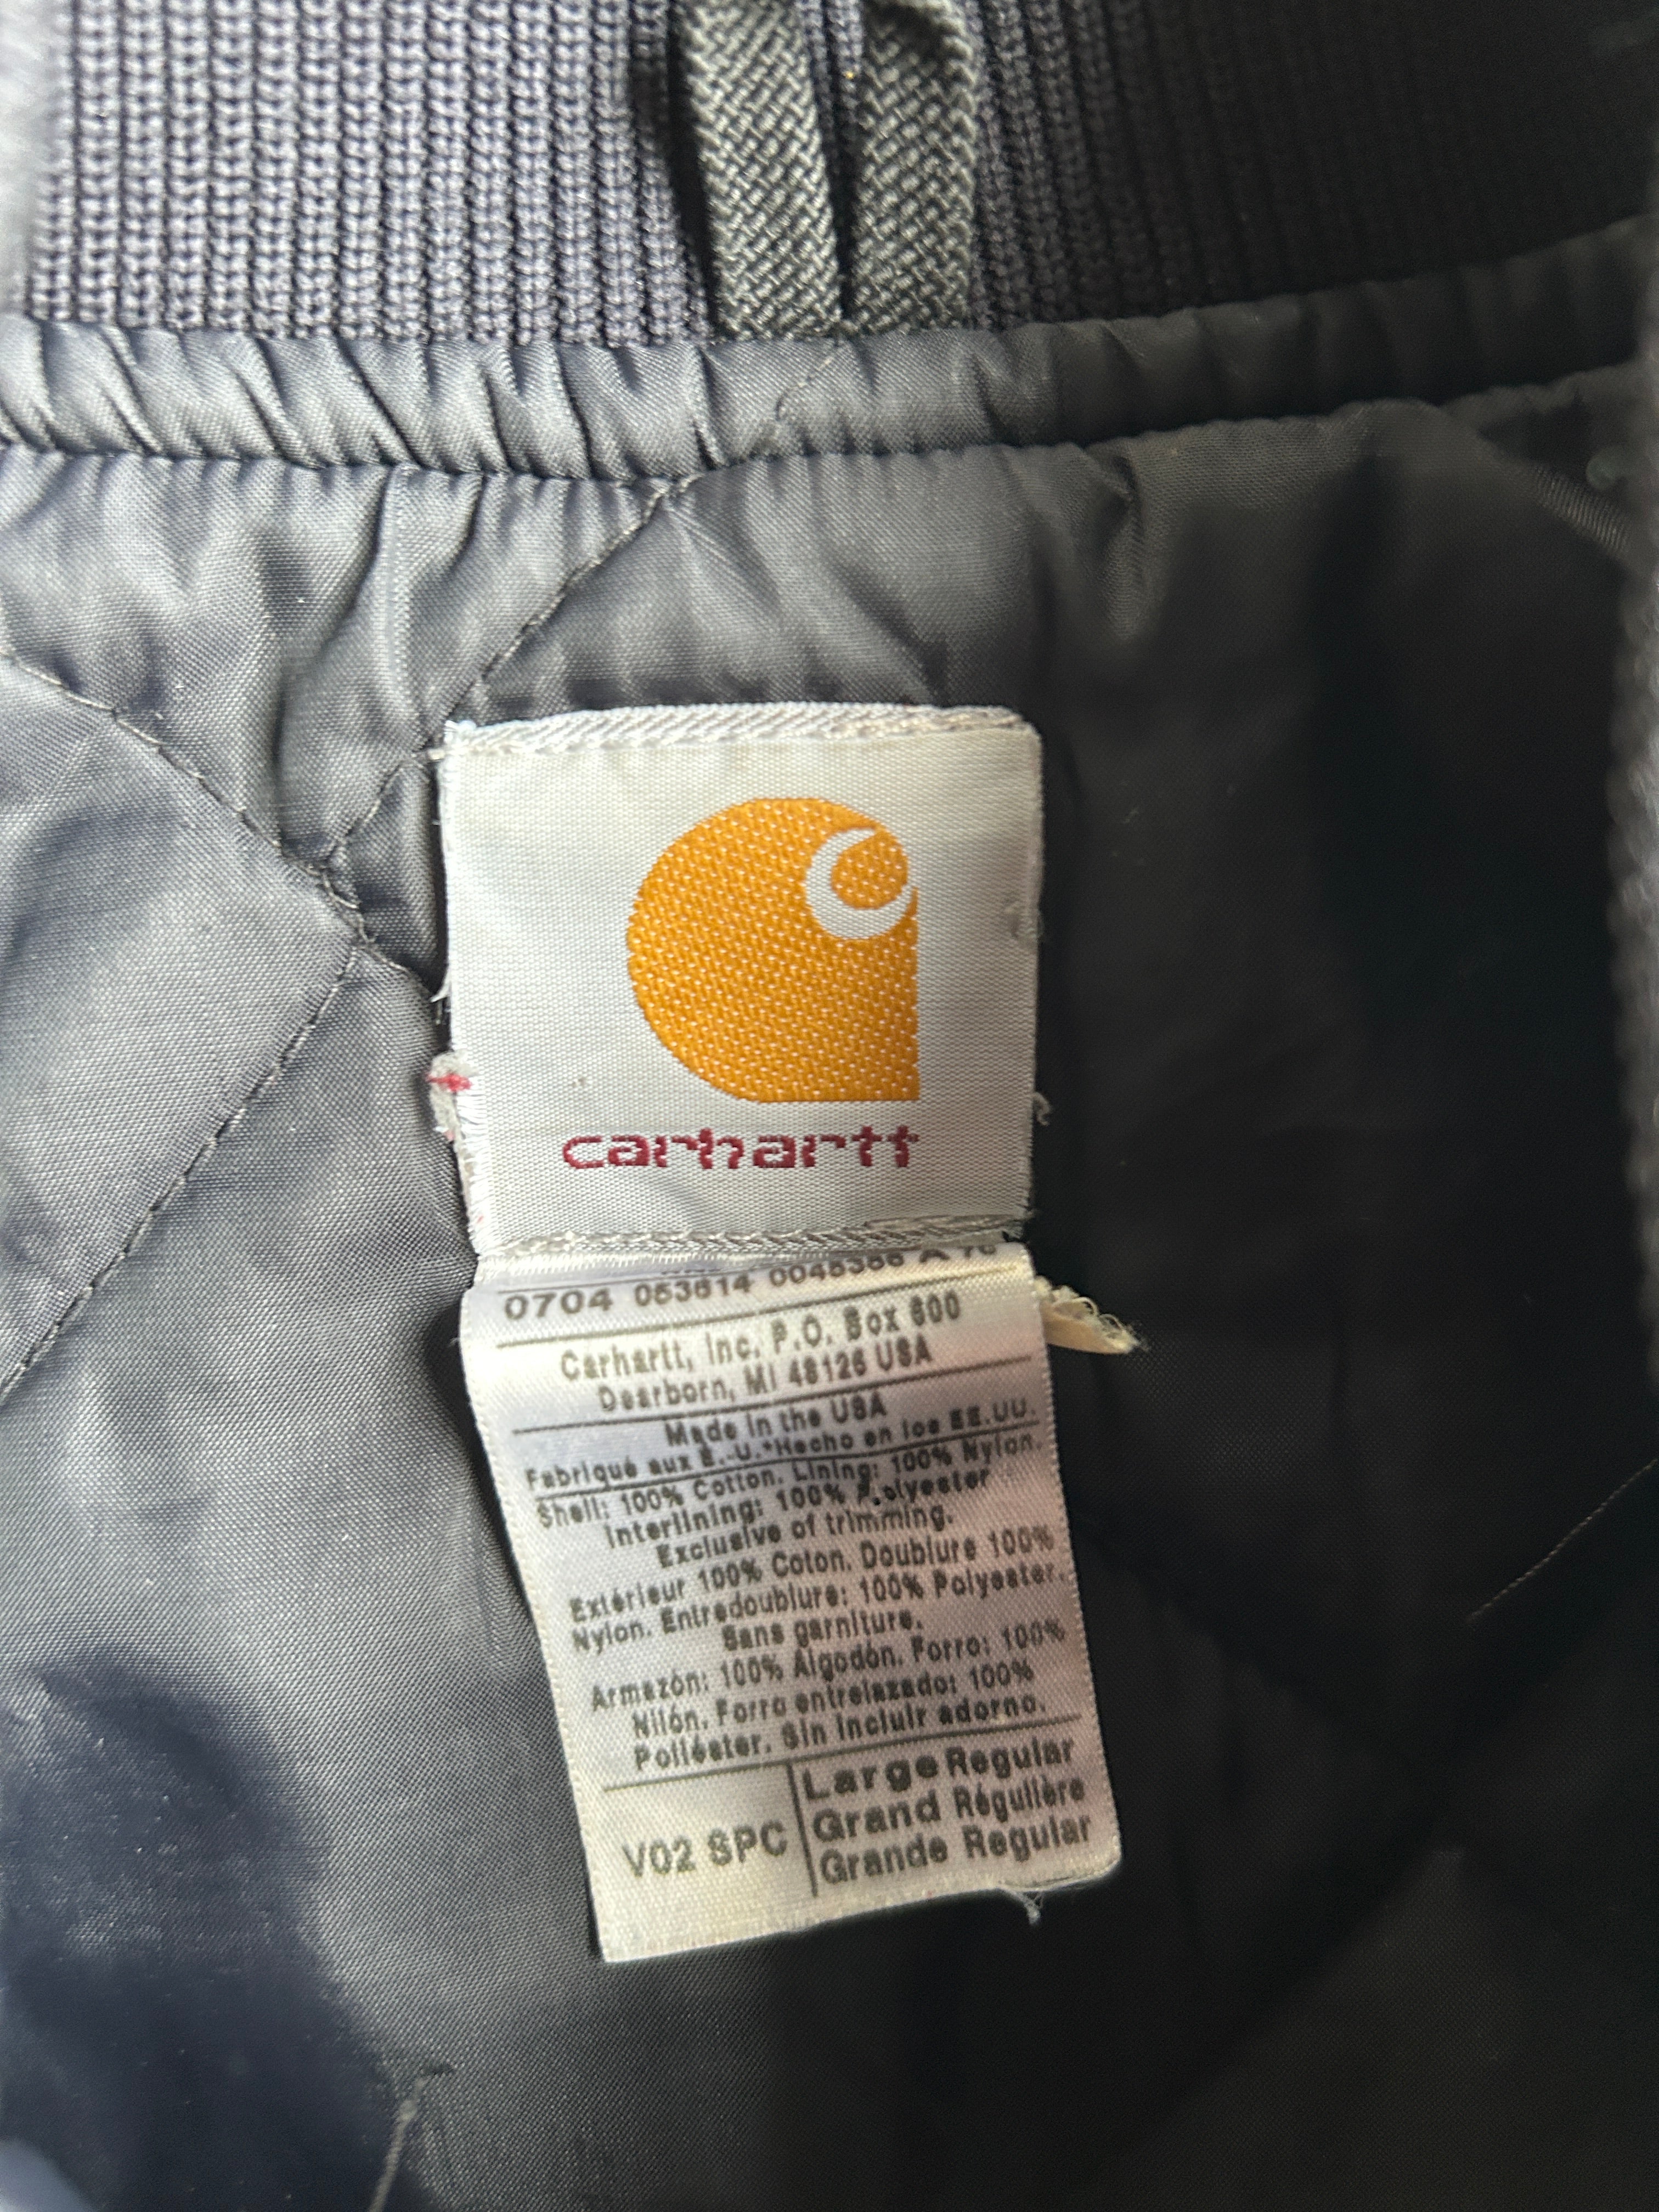 carhartt
0704 053614 0045386 A 76
Carhartt, Inc. P.O. Box 600
Dearborn, MI 48126 USA
Made in the USA
Fabriqué aux E.-U.*Hecho en los EE.UU.
Shell: 100% Cotton. Lining: 100% Nylon.
Interlining: 100% Polyester
Exclusive of trimming.
Extérieur 100% Coton. Doublure 100%
Nylon. Entredoublure: 100% Polyester.
Sans garniture.
Armazón: 100% Algodón. Forro: 100%
Nilón. Forro entrelazado: 100%
Poliéster. Sin incluir adorno.
V02 SPC
Large Regular
Grand Régulière
Grande Regular